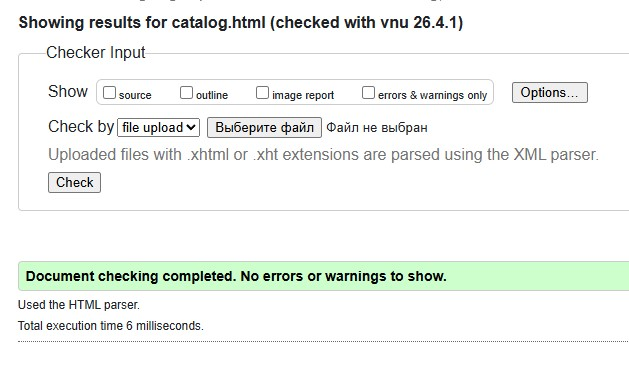 Showing results for catalog.html (checked with vnu 26.4.1)
Checker Input
Show source outline image report errors & warnings only Options...
Check by file upload Выберите файл Файл не выбран
Uploaded files with .xhtml or .xht extensions are parsed using the XML parser.
Check
Document checking completed. No errors or warnings to show.
Used the HTML parser.
Total execution time 6 milliseconds.